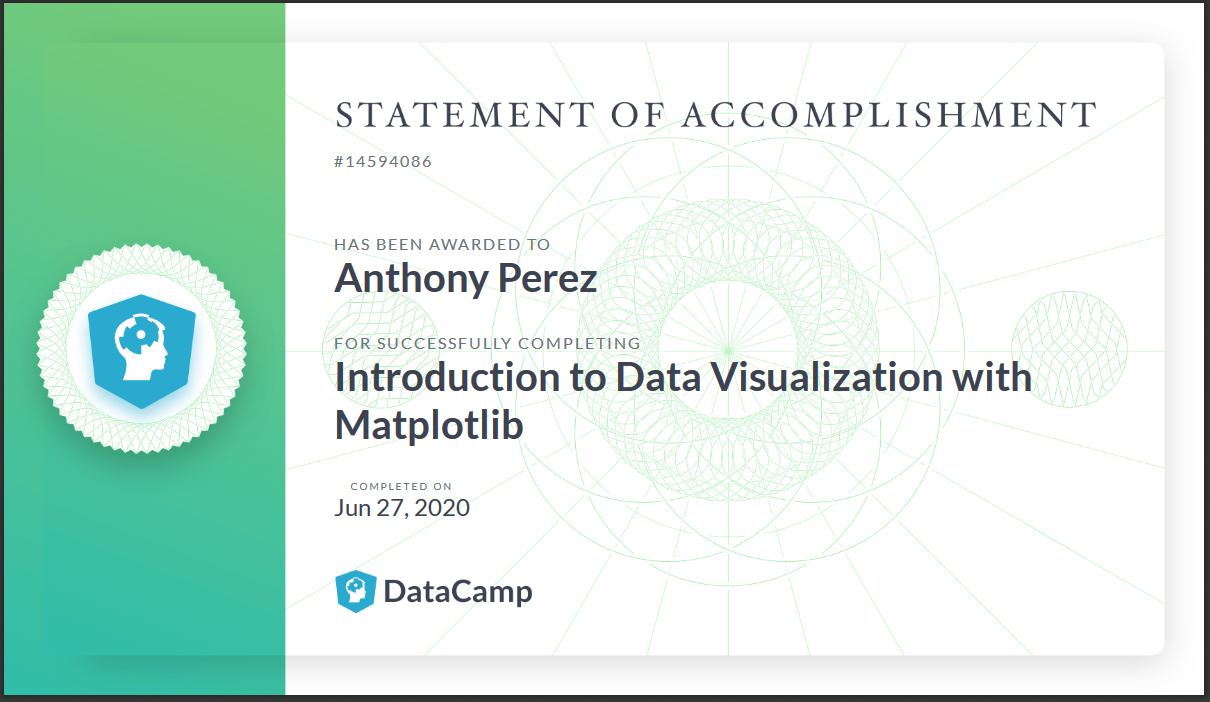 STATEMENT OF ACCOMPLISHMENT
#14594086
HAS BEEN AWARDED TO
Anthony Perez
FOR SUCCESSFULLY COMPLETING
Introduction to Data Visualization with
Matplotlib
COMPLETED ON
Jun 27, 2020
DataCamp